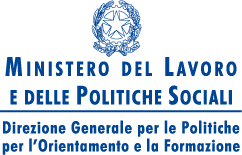 MINISTERO DEL LAVORO
E DELLE POLITICHE SOCIALI
Direzione Generale per le Politiche
per l'Orientamento e la Formazione